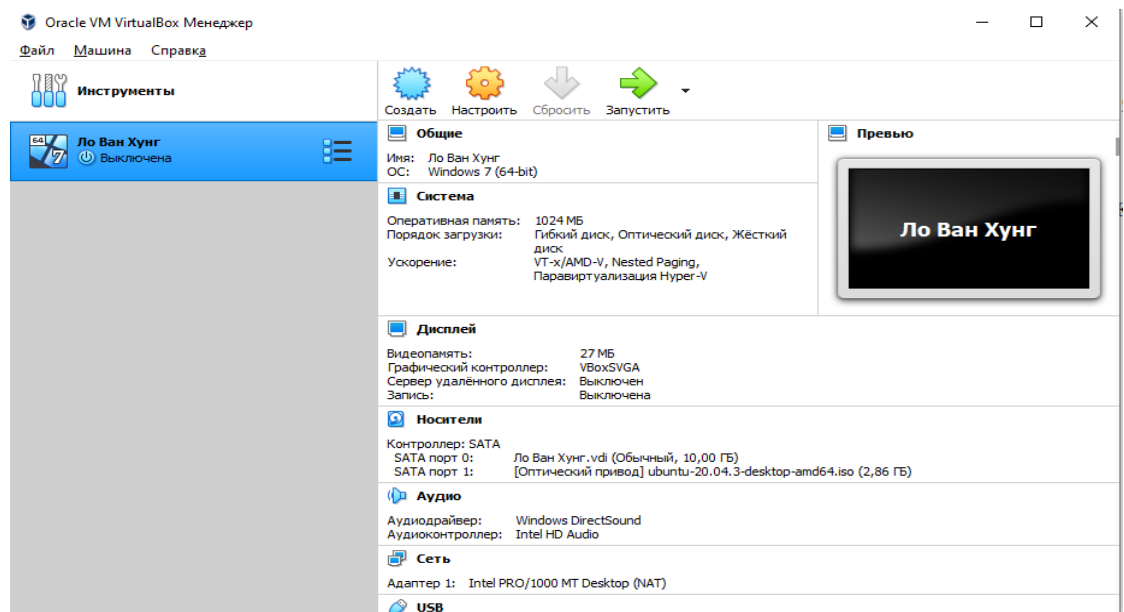 Oracle VM VirtualBox Менеджер
Файл Машина Справка
Инструменты
Создать Настроить Сбросить Запустить
64
7
Ло Ван Хунг
Выключена
Общие
Имя: Ло Ван Хунг
ОС: Windows 7 (64-bit)
Превью
Ло Ван Хунг
Система
Оперативная память: 1024 МБ
Порядок загрузки: Гибкий диск, Оптический диск, Жёсткий
диск
Ускорение: VT-x/AMD-V, Nested Paging,
Паравиртуализация Hyper-V
Дисплей
Видеопамять: 27 МБ
Графический контроллер: VBoxSVGA
Сервер удалённого дисплея: Выключен
Запись: Выключена
Носители
Контроллер: SATA
SATA порт 0: Ло Ван Хунг.vdi (Обычный, 10,00 ГБ)
SATA порт 1: [Оптический привод] ubuntu-20.04.3-desktop-amd64.iso (2,86 ГБ)
Аудио
Аудиодрайвер: Windows DirectSound
Аудиоконтроллер: Intel HD Audio
Сеть
Адаптер 1: Intel PRO/1000 MT Desktop (NAT)
USB